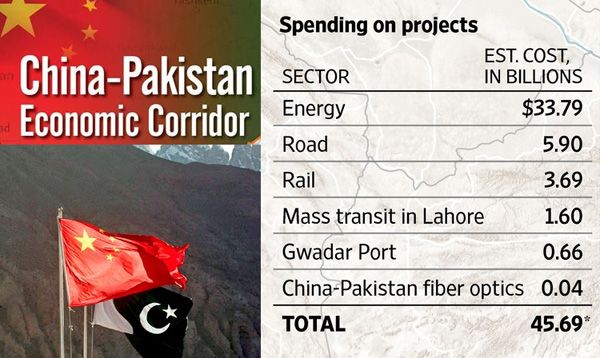 China-Pakistan
Economic Corridor
Spending on projects
EST. COST,
SECTOR IN BILLIONS
Energy $33.79
Road 5.90
Rail 3.69
Mass transit in Lahore 1.60
Gwadar Port 0.66
China-Pakistan fiber optics 0.04
TOTAL 45.69*